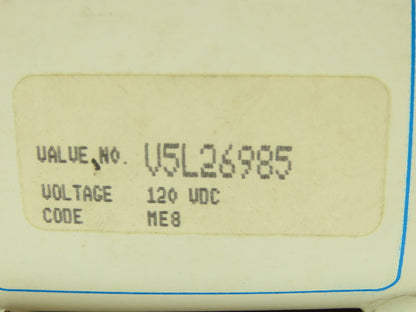 VALVE NO. V5L26985
VOLTAGE 120 VDC
CODE ME8